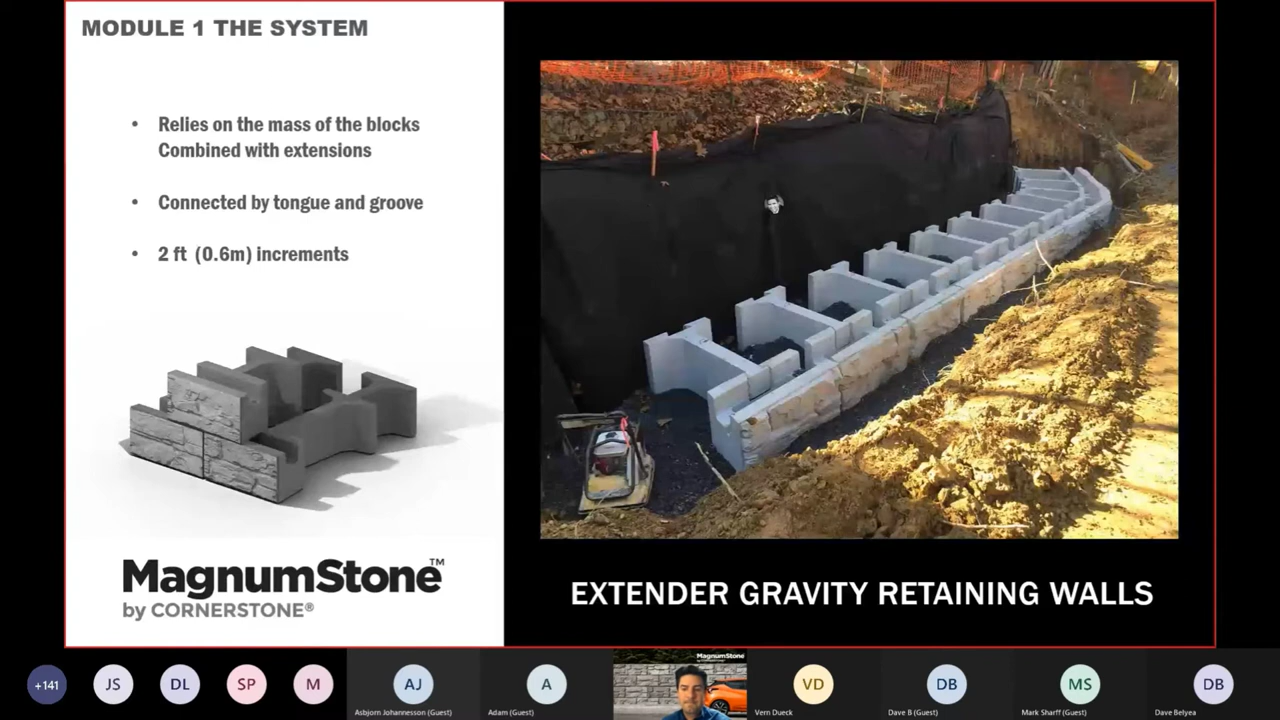 MODULE 1 THE SYSTEM
• Relies on the mass of the blocks
Combined with extensions
• Connected by tongue and groove
• 2 ft (0.6m) increments
MagnumStone™
by CORNERSTONE®
EXTENDER GRAVITY RETAINING WALLS
+141
JS
DL
SP
M
AJ
Asbjorn Johannesson (Guest)
A
Adam (Guest)
MagnumStone
VD
Vern Dueck
DB
Dave B (Guest)
MS
Mark Sharff (Guest)
DB
Dave Belyea